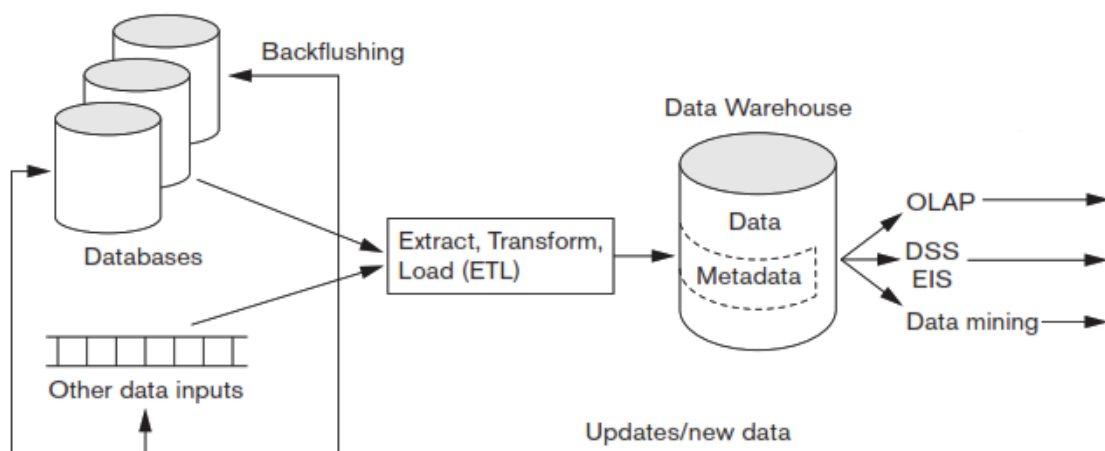 Backflushing
Databases
Other data inputs
Extract, Transform,
Load (ETL)
Data Warehouse
Data
Metadata
OLAP
DSS
EIS
Data mining
Updates/new data